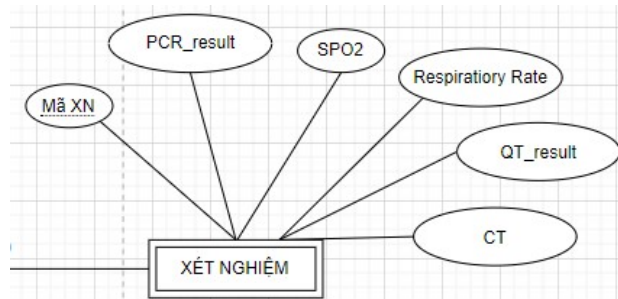 PCR_result
SPO2
Respiratiory Rate
Mã XN
QT_result
CT
XÉT NGHIỆM